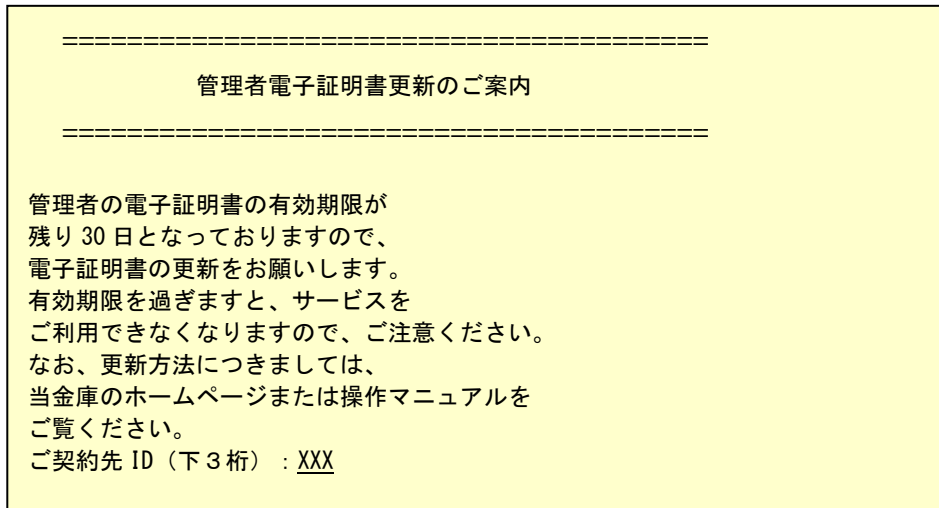 ========================================
管理者電子証明書更新のご案内
========================================
管理者の電子証明書の有効期限が
残り 30 日となっておりますので、
電子証明書の更新をお願いします。
有効期限を過ぎますと、サービスを
ご利用できなくなりますので、ご注意ください。
なお、更新方法につきましては、
当金庫のホームページまたは操作マニュアルを
ご覧ください。
ご契約先 ID（下３桁）：XXX